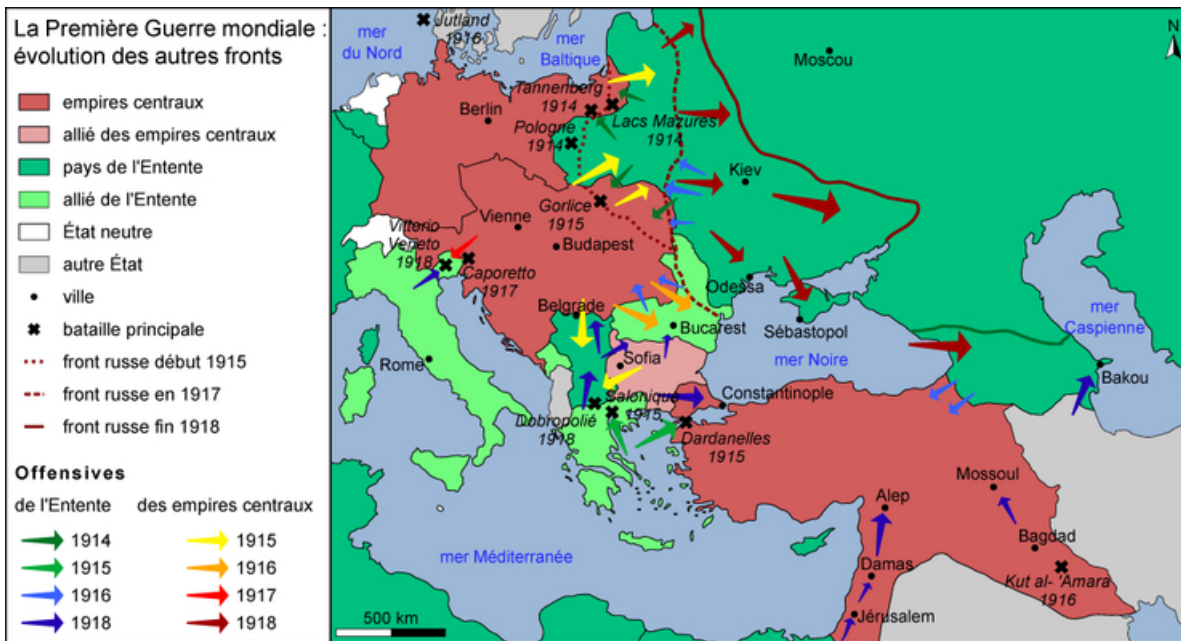 La Première Guerre mondiale :
évolution des autres fronts
empires centraux
allié des empires centraux
pays de l'Entente
allié de l'Entente
État neutre
autre État
ville
bataille principale
front russe début 1915
front russe en 1917
front russe fin 1918
Offensives
de l'Entente
des empires centraux
1914
1915
1915
1916
1916
1917
1918
1918
mer
du Nord
Jutland
1916
mer
Baltique
Moscou
N
Tannenberg
1914
Berlin
Lacs Mazures
1914
Pologne
1914
Kiev
Gorlice
1915
Vienne
Vittorio
Veneto
1918
Budapest
Caporetto
1917
Odessa
Belgrade
Bucarest
Sébastopol
mer
Caspienne
mer Noire
Rome
Sofia
Bakou
Salonique
1915
Constantinople
Dobropolié
1918
Dardanelles
1915
Mossoul
Alep
mer Méditerranée
Bagdad
Damas
Kut al- 'Amara
1916
Jérusalem
500 km